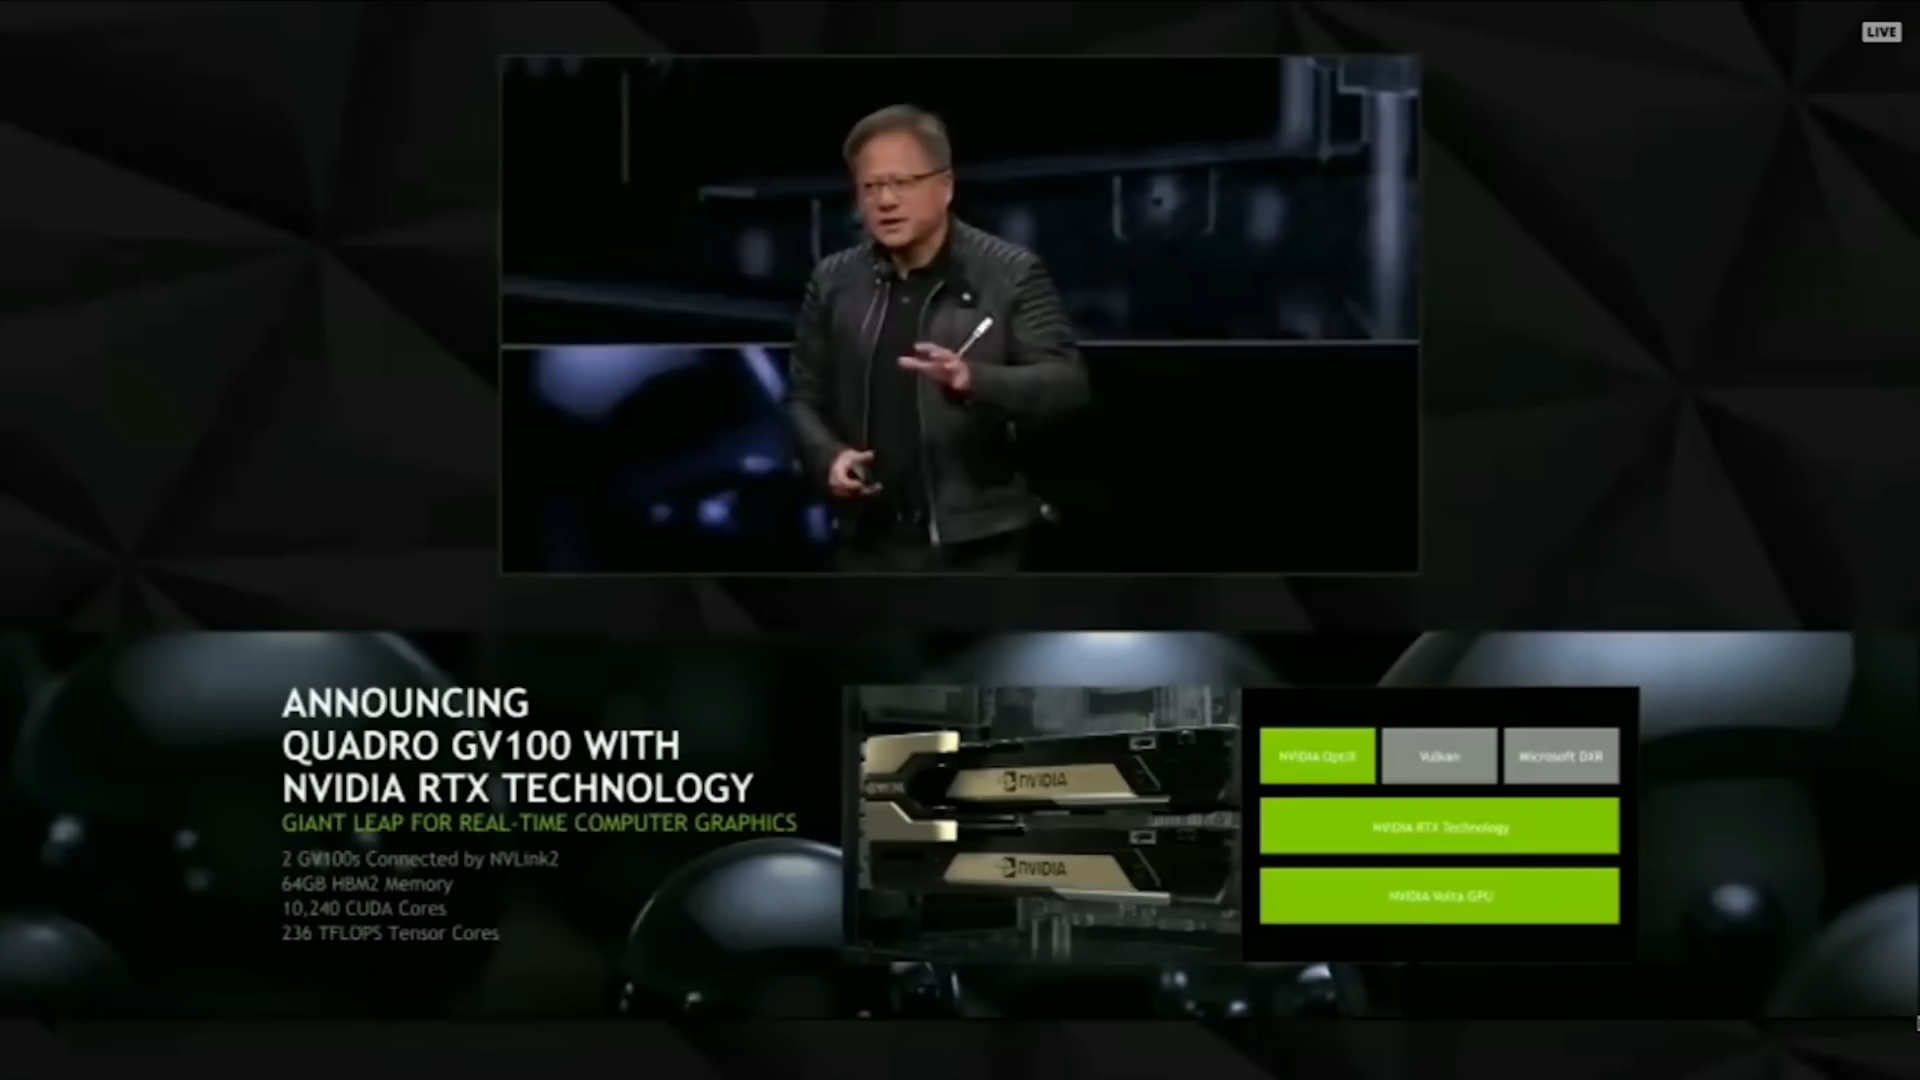 LIVE
ANNOUNCING
QUADRO GV100 WITH
NVIDIA RTX TECHNOLOGY
GIANT LEAP FOR REAL-TIME COMPUTER GRAPHICS
2 GV100s Connected by NVLink2
64GB HBM2 Memory
10,240 CUDA Cores
236 TFLOPS Tensor Cores
NVIDIA
NVIDIA
NVIDIA OptiX
Vulkan
Microsoft DXR
NVIDIA RTX Technology
NVIDIA Volta GPU